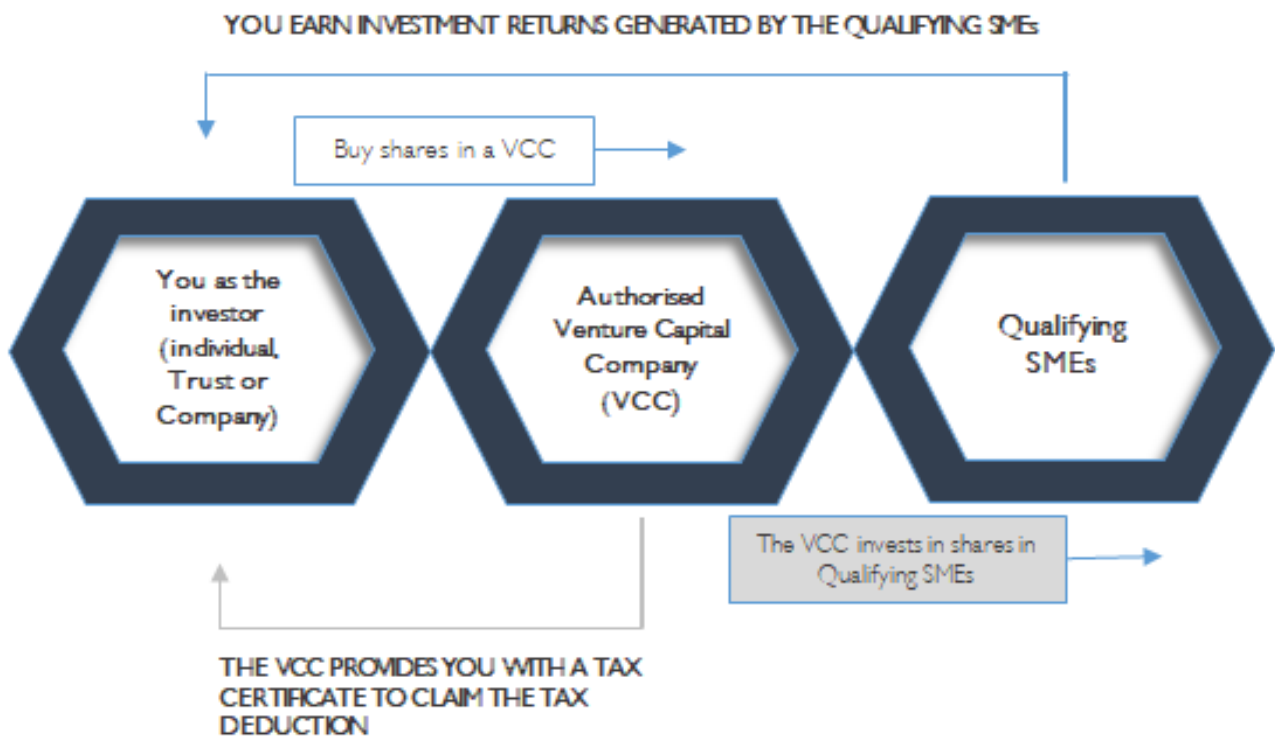 YOU EARN INVESTMENT RETURNS GENERATED BY THE QUALIFYING SMEs
Buy shares in a VCC
You as the
investor
(individual,
Trust or
Company)
Authorised
Venture Capital
Company
(VCC)
Qualifying
SMEs
The VCC invests in shares in
Qualifying SMEs
THE VCC PROVIDES YOU WITH A TAX
CERTIFICATE TO CLAIM THE TAX
DEDUCTION